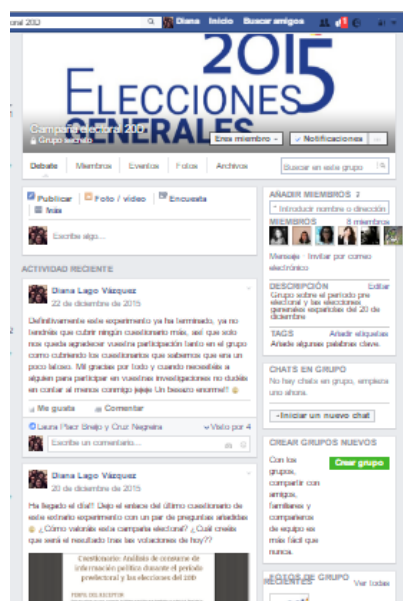 oral 20D
Diana Inicio Buscar amigos
2015
ELECCIONES
GENERALES
Campaña electoral 20D
Grupo secreto
Eres miembro
Notificaciones
Debate Miembros Eventos Fotos Archivos
Buscar en este grupo
Publicar Foto / vídeo Encuesta
Más
Escribe algo...
ACTIVIDAD RECIENTE
Diana Lago Vázquez
22 de diciembre de 2015
Definitivamente este experimento ya ha terminado, ya no
tendréis que cubrir ningún cuestionario más, así que solo
nos queda agradecer vuestra participación tanto en el grupo
como cubriendo los cuestionarios que sabemos que era un
poco latoso. Mil gracias por todo y cuando necesitéis a
alguien para participar en vuestras investigaciones no dudéis
en contar al menos conmigo jejeje Un besazo enorme!!
Me gusta Comentar
Laura Placr Breijo y Cruz Negreira
Visto por 4
Escribe un comentario...
Diana Lago Vázquez
20 de diciembre de 2015
Ha llegado el día!! Dejo el enlace del último cuestionario de
este extraño experimento con un par de preguntas añadidas
¿Cómo valoráis esta campaña electoral? ¿Cuál creéis
que será el resultado tras las votaciones de hoy??
Cuestionario: Análisis de consumo de
información política durante el periodo
preelectoral y las elecciones del 20D
PERFIL DEL RECEPTOR
AÑADIR MIEMBROS
+ Introducir nombre o dirección
MIEMBROS 8 miembros
Mensaje · Invitar por correo
electrónico
DESCRIPCIÓN Editar
Grupo sobre el periodo pre
electoral y las elecciones
generales españolas del 20 de
diciembre
TAGS Añadir etiquetas
Añade algunas palabras clave.
CHATS EN GRUPO
No hay chats en grupo, empieza
uno ahora.
+Iniciar un nuevo chat
CREAR GRUPOS NUEVOS
Con los
grupos,
compartir con
amigos,
familiares y
compañeros
de equipo es
más fácil que
nunca.
Crear grupo
FOTOS DE GRUPO
RECIENTES Ver todas